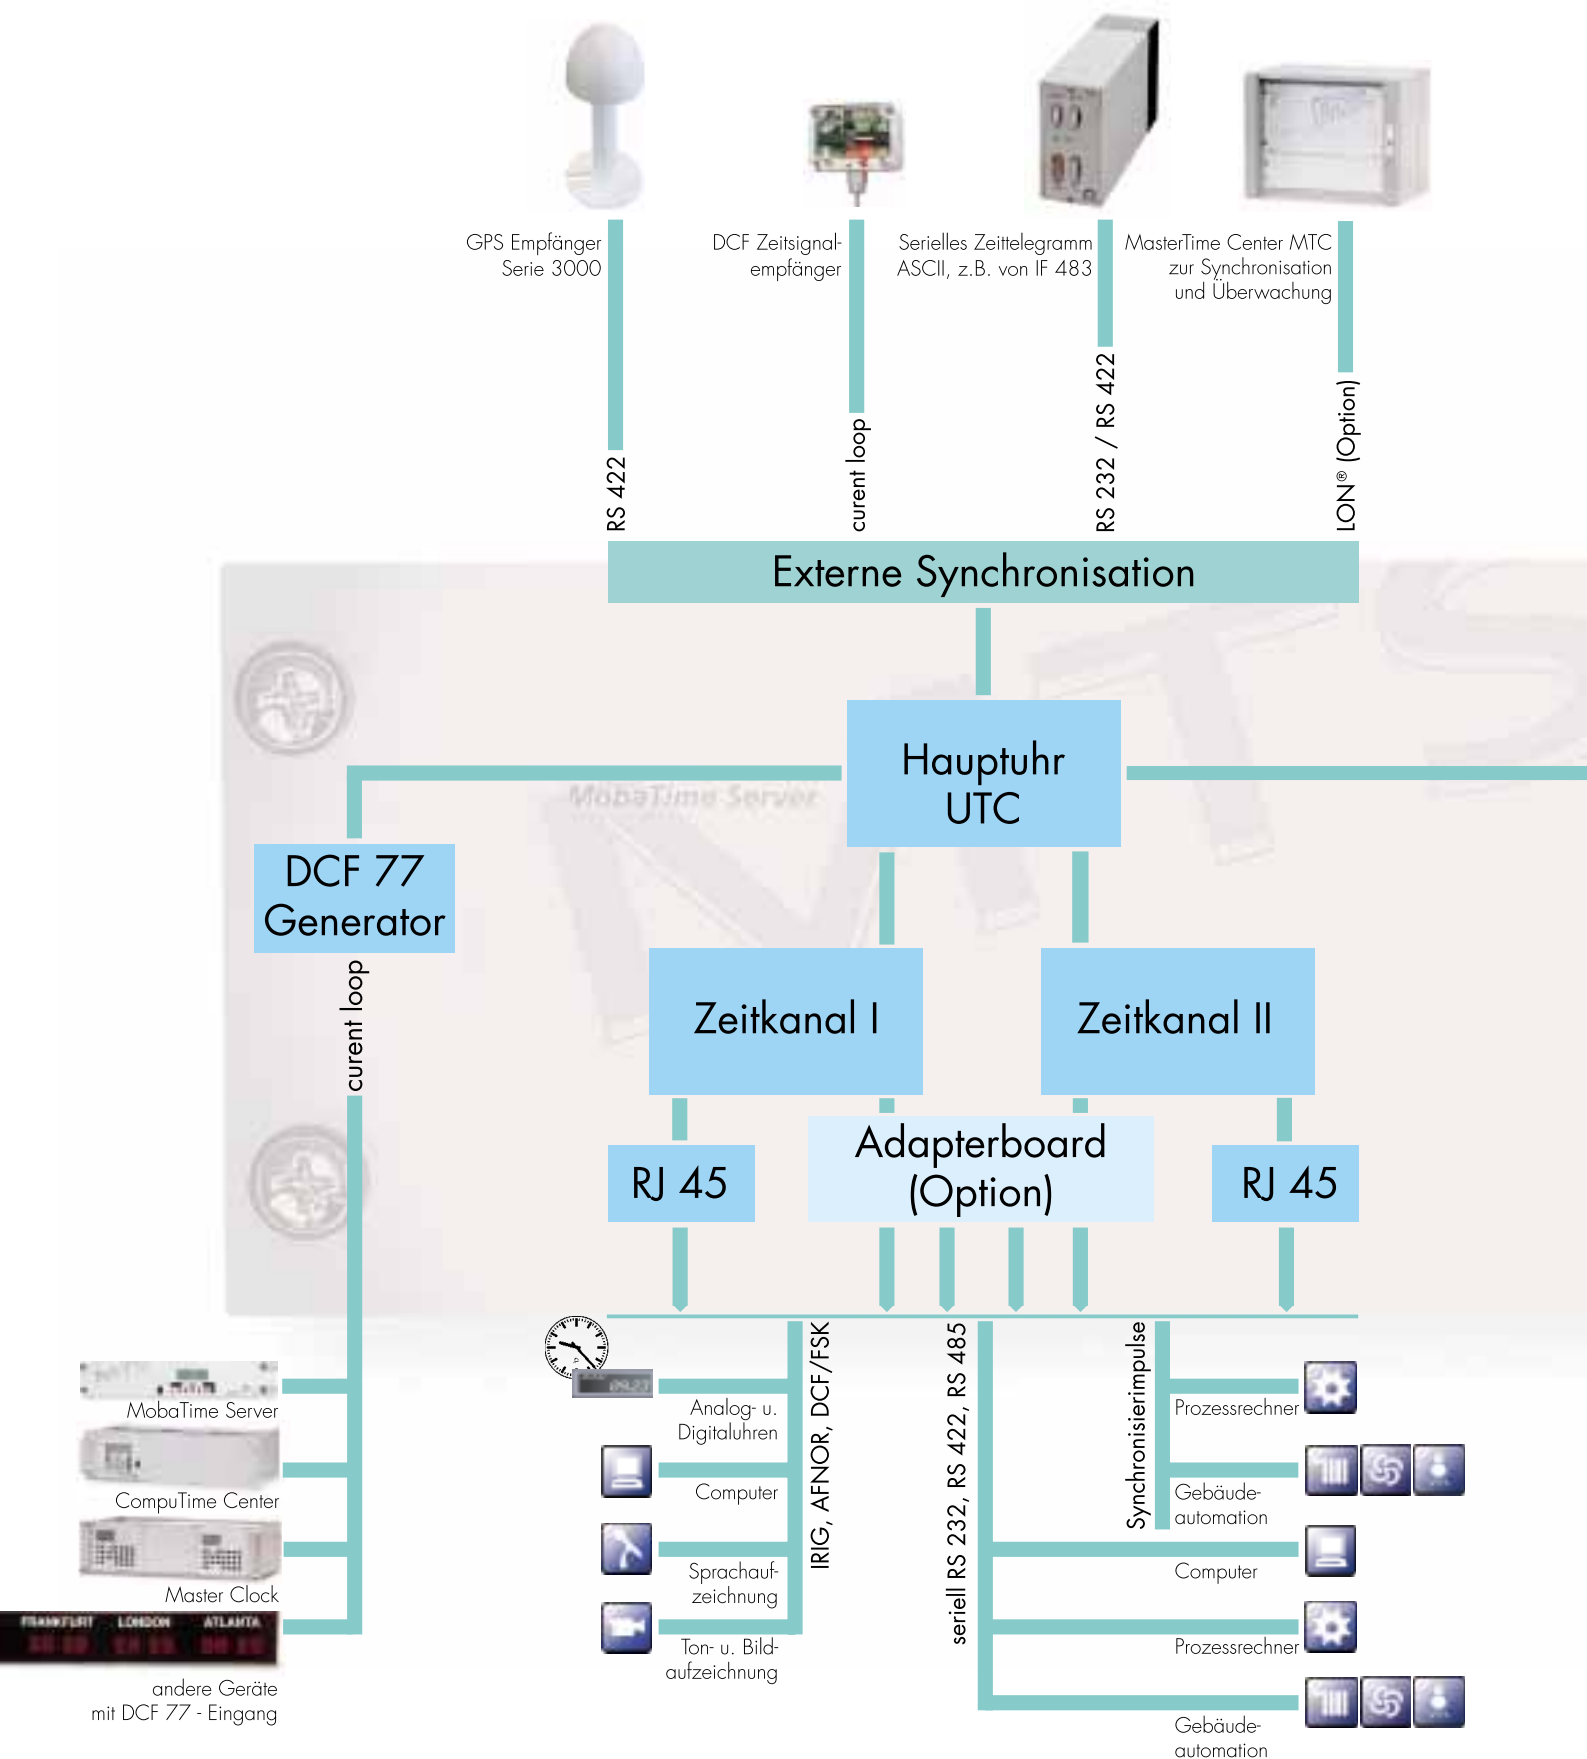 GPS Empfänger
Serie 3000
DCF Zeitsignal-
empfänger
Serielles Zeittelegramm
ASCII, z.B. von IF 483
MasterTime Center MTC
zur Synchronisation
und Überwachung
RS 422
curent loop
RS 232 / RS 422
LON® (Option)
Externe Synchronisation
Hauptuhr
UTC
MobaTime Server
MTS
DCF 77
Generator
curent loop
Zeitkanal I
Zeitkanal II
RJ 45
Adapterboard
(Option)
RJ 45
MobaTime Server
CompuTime Center
Master Clock
FRANKFURT LONDON ATLANTA
andere Geräte
mit DCF 77 - Eingang
09:27
Analog- u.
Digitaluhren
Computer
Sprachauf-
zeichnung
Ton- u. Bild-
aufzeichnung
IRIG, AFNOR, DCF/FSK
seriell RS 232, RS 422, RS 485
Synchronisierimpulse
Prozessrechner
Gebäude-
automation
Computer
Prozessrechner
Gebäude-
automation